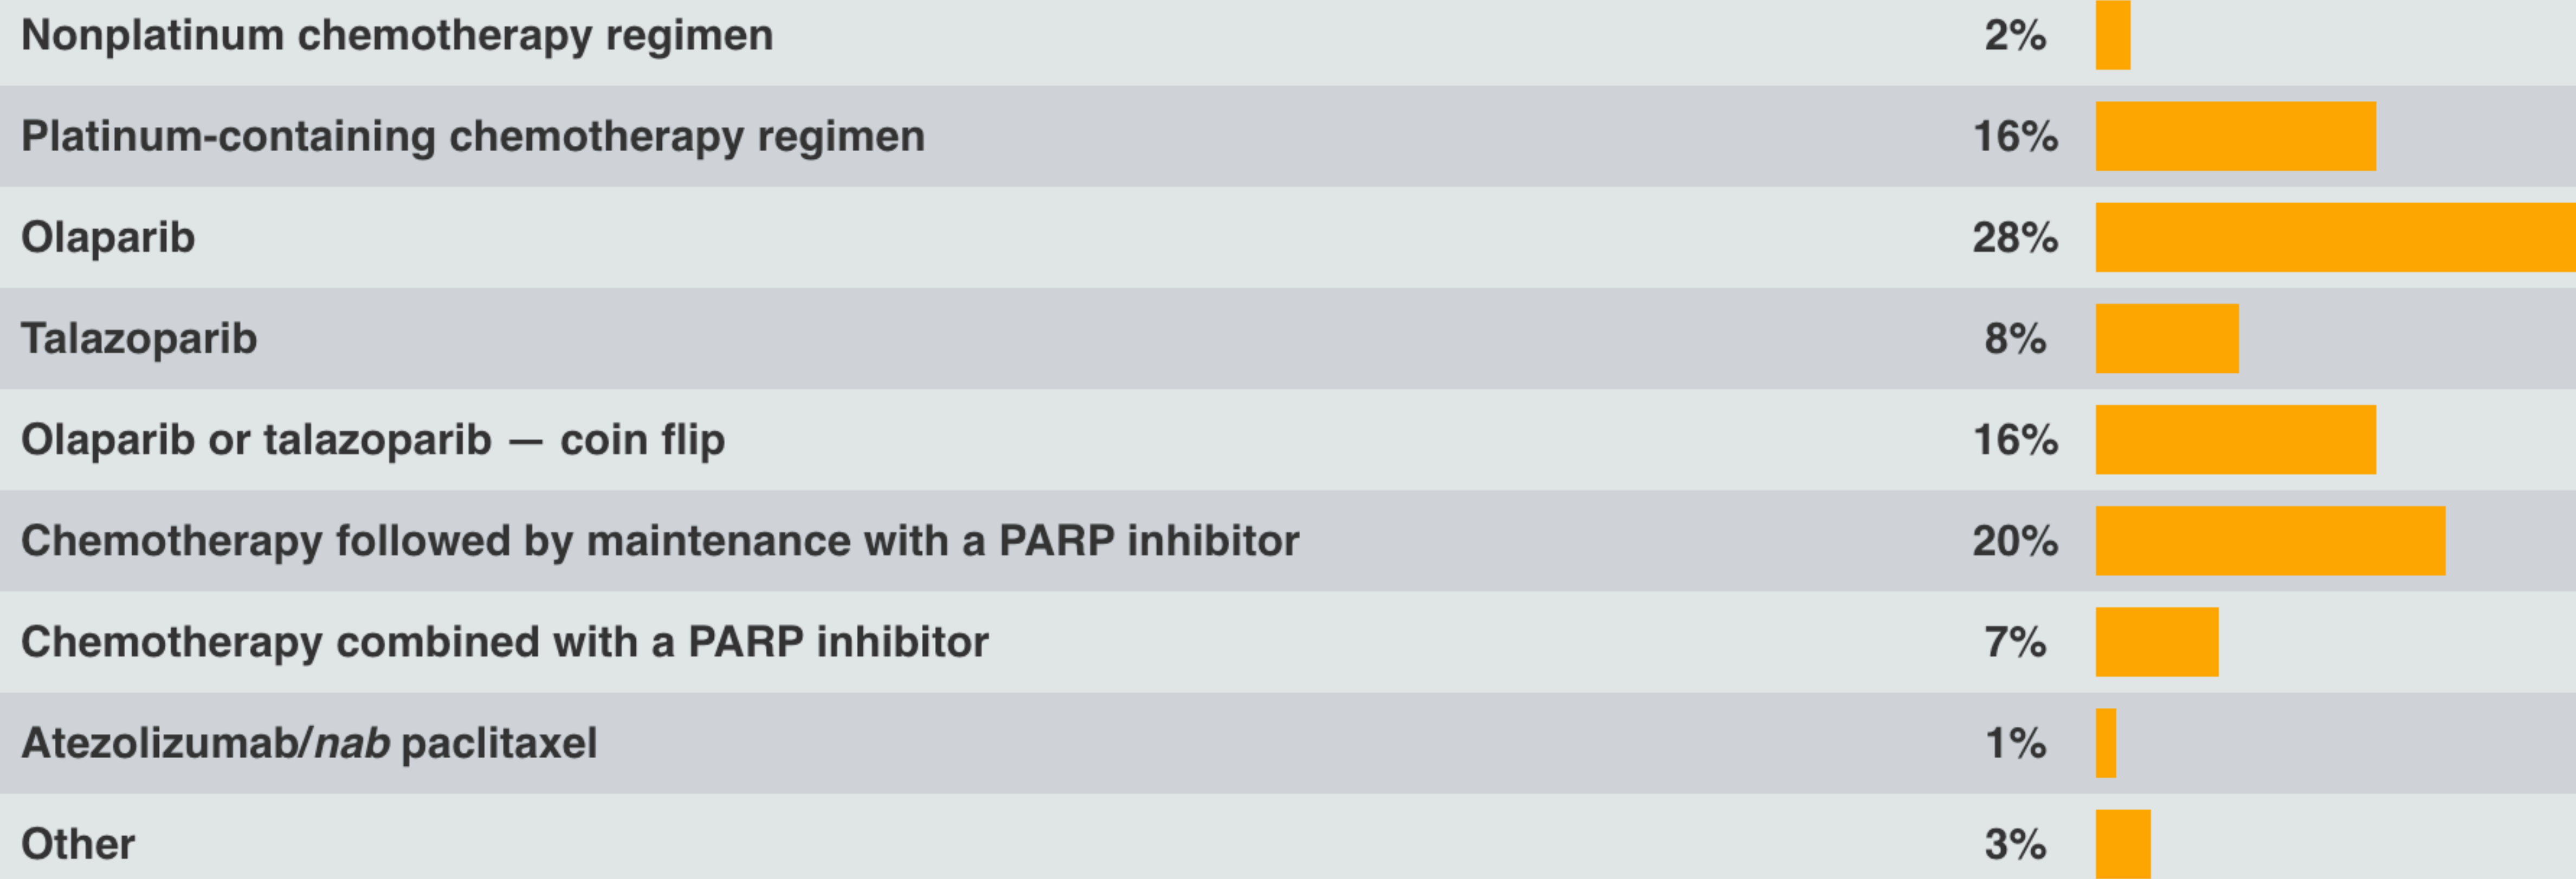 Nonplatinum chemotherapy regimen 2%
Platinum-containing chemotherapy regimen 16%
Olaparib 28%
Talazoparib 8%
Olaparib or talazoparib — coin flip 16%
Chemotherapy followed by maintenance with a PARP inhibitor 20%
Chemotherapy combined with a PARP inhibitor 7%
Atezolizumab/nab paclitaxel 1%
Other 3%